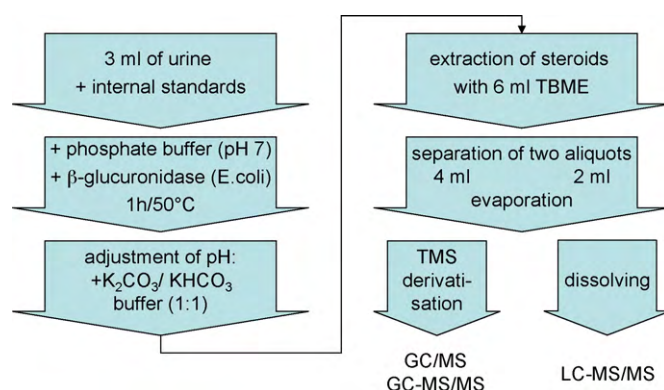 3 ml of urine
+ internal standards
+ phosphate buffer (pH 7)
+ β-glucuronidase (E.coli)
1h/50°C
adjustment of pH:
+K₂CO₃/ KHCO₃
buffer (1:1)
extraction of steroids
with 6 ml TBME
separation of two aliquots
4 ml 2 ml
evaporation
TMS
derivati-
sation
dissolving
GC/MS
GC-MS/MS
LC-MS/MS